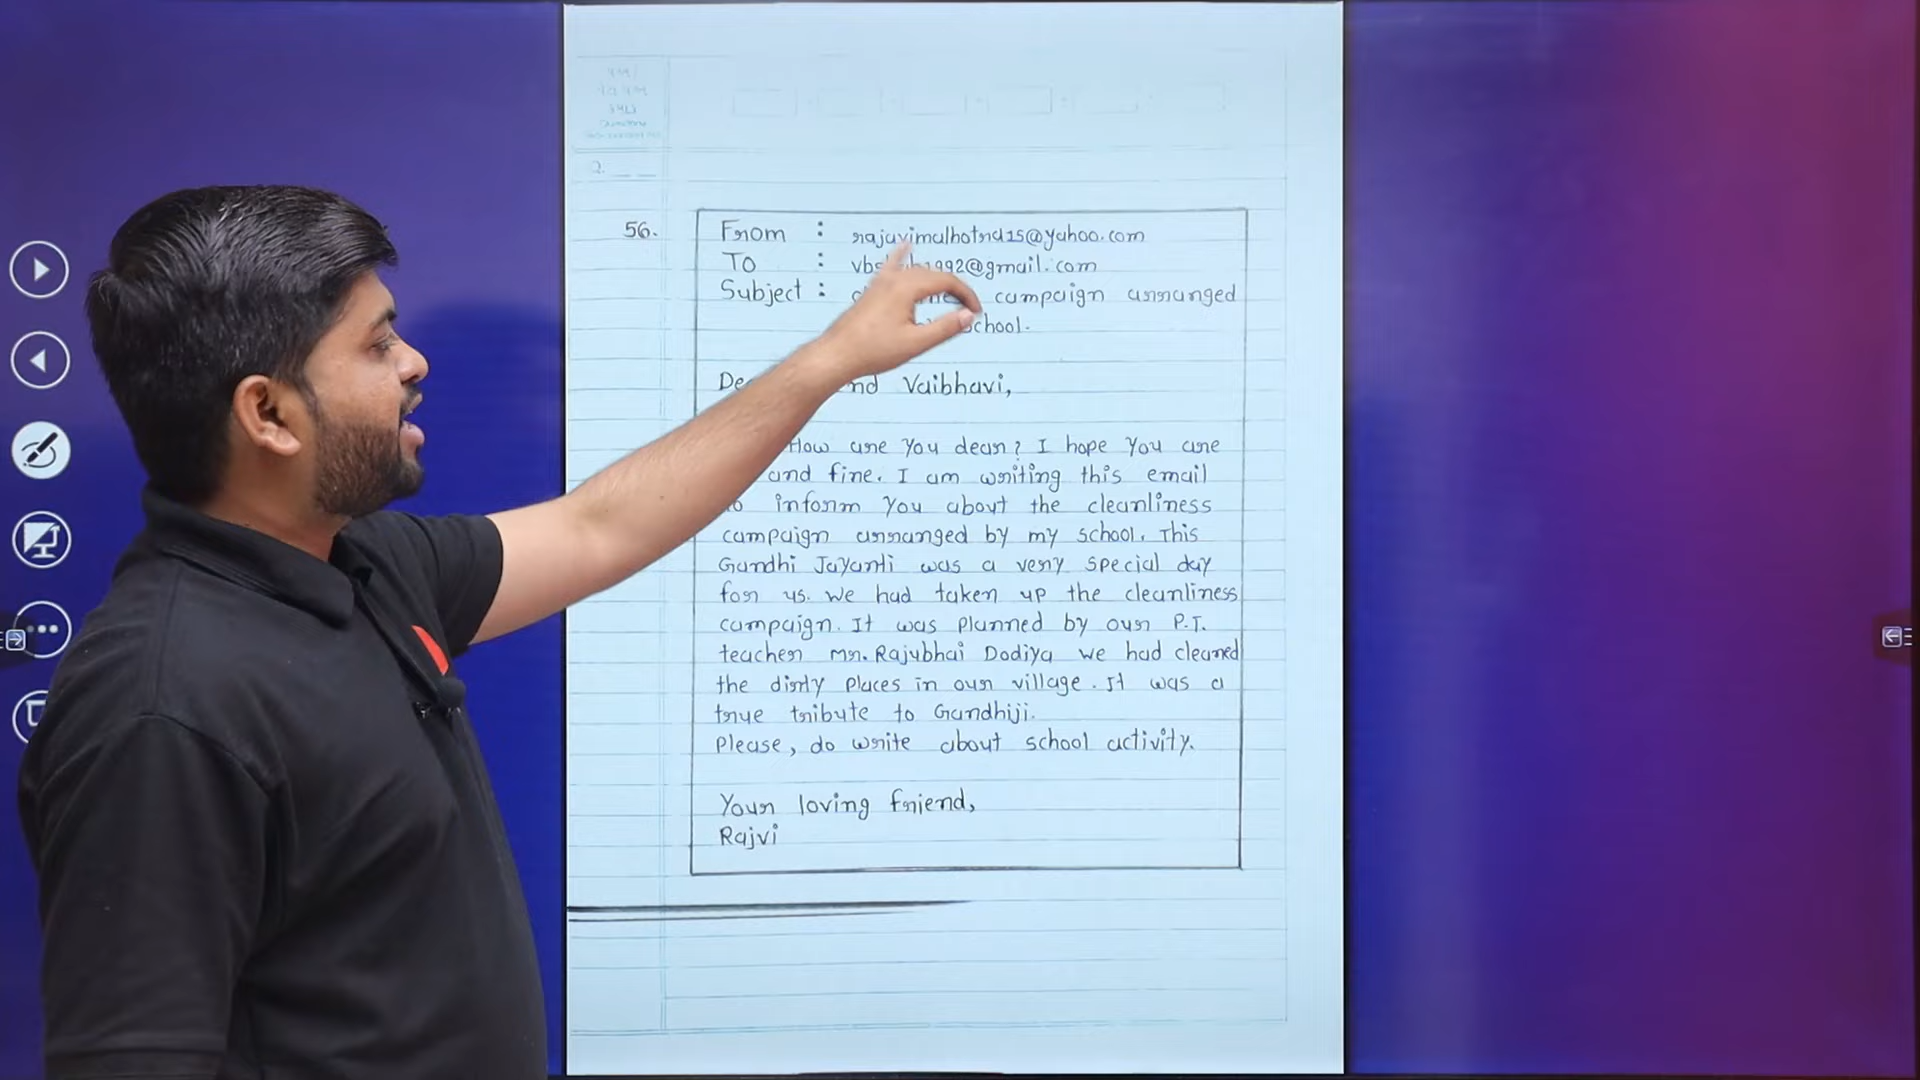 56.
From : rajavimalhotra15@yahoo.com
To : 992@gmail.com
Subject : campaign arranged
school.
Vaibhavi,
How are you dear? I hope you are
and fine. I am writing this email
inform you about the cleanliness
campaign arranged by my school. This
Gandhi Jayanti was a very special day
for us. We had taken up the cleanliness
campaign. It was planned by our P.T.
teacher Mr. Rajubhai Dodiya we had cleaned
the dirty places in our village. It was a
true tribute to Gandhiji.
Please, do write about school activity.
Your loving friend,
Rajvi